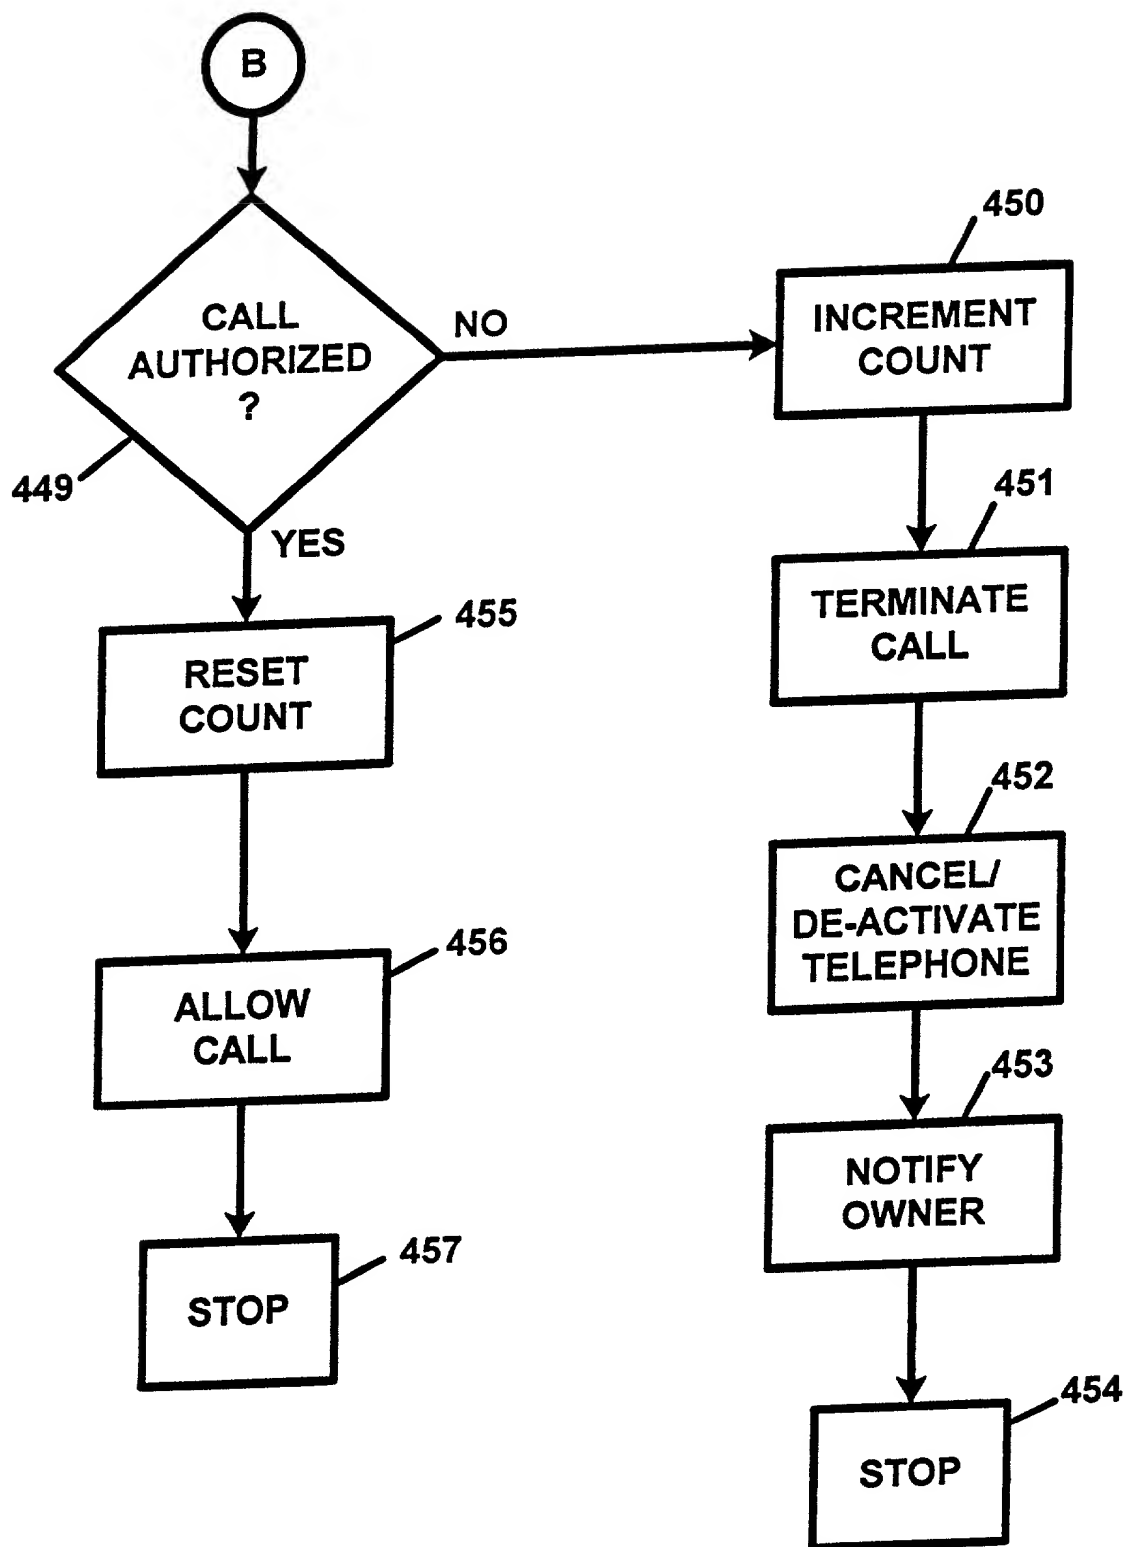 B
CALL
AUTHORIZED
?
449
NO
YES
450
INCREMENT
COUNT
451
TERMINATE
CALL
452
CANCEL/
DE-ACTIVATE
TELEPHONE
453
NOTIFY
OWNER
454
STOP
455
RESET
COUNT
456
ALLOW
CALL
457
STOP